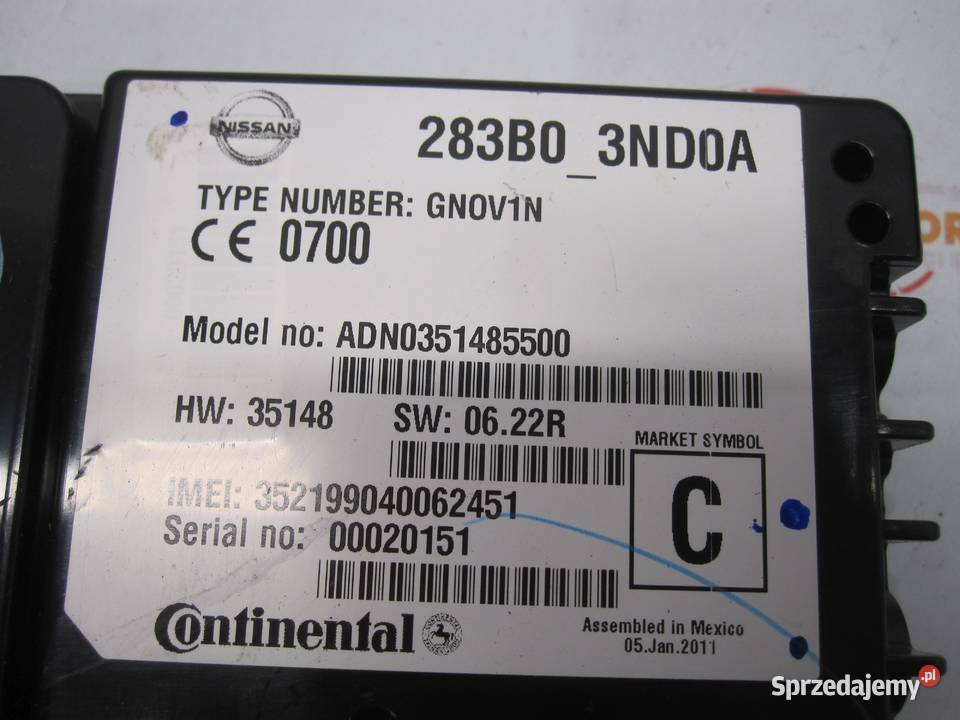 NISSAN
283B0_3ND0A
TYPE NUMBER: GNOV1N
CE 0700
Model no: ADN0351485500
HW: 35148 SW: 06.22R
MARKET SYMBOL
C
IMEI: 352199040062451
Serial no: 00020151
Continental
Assembled in Mexico
05.Jan.2011
Sprzedajemy.pl